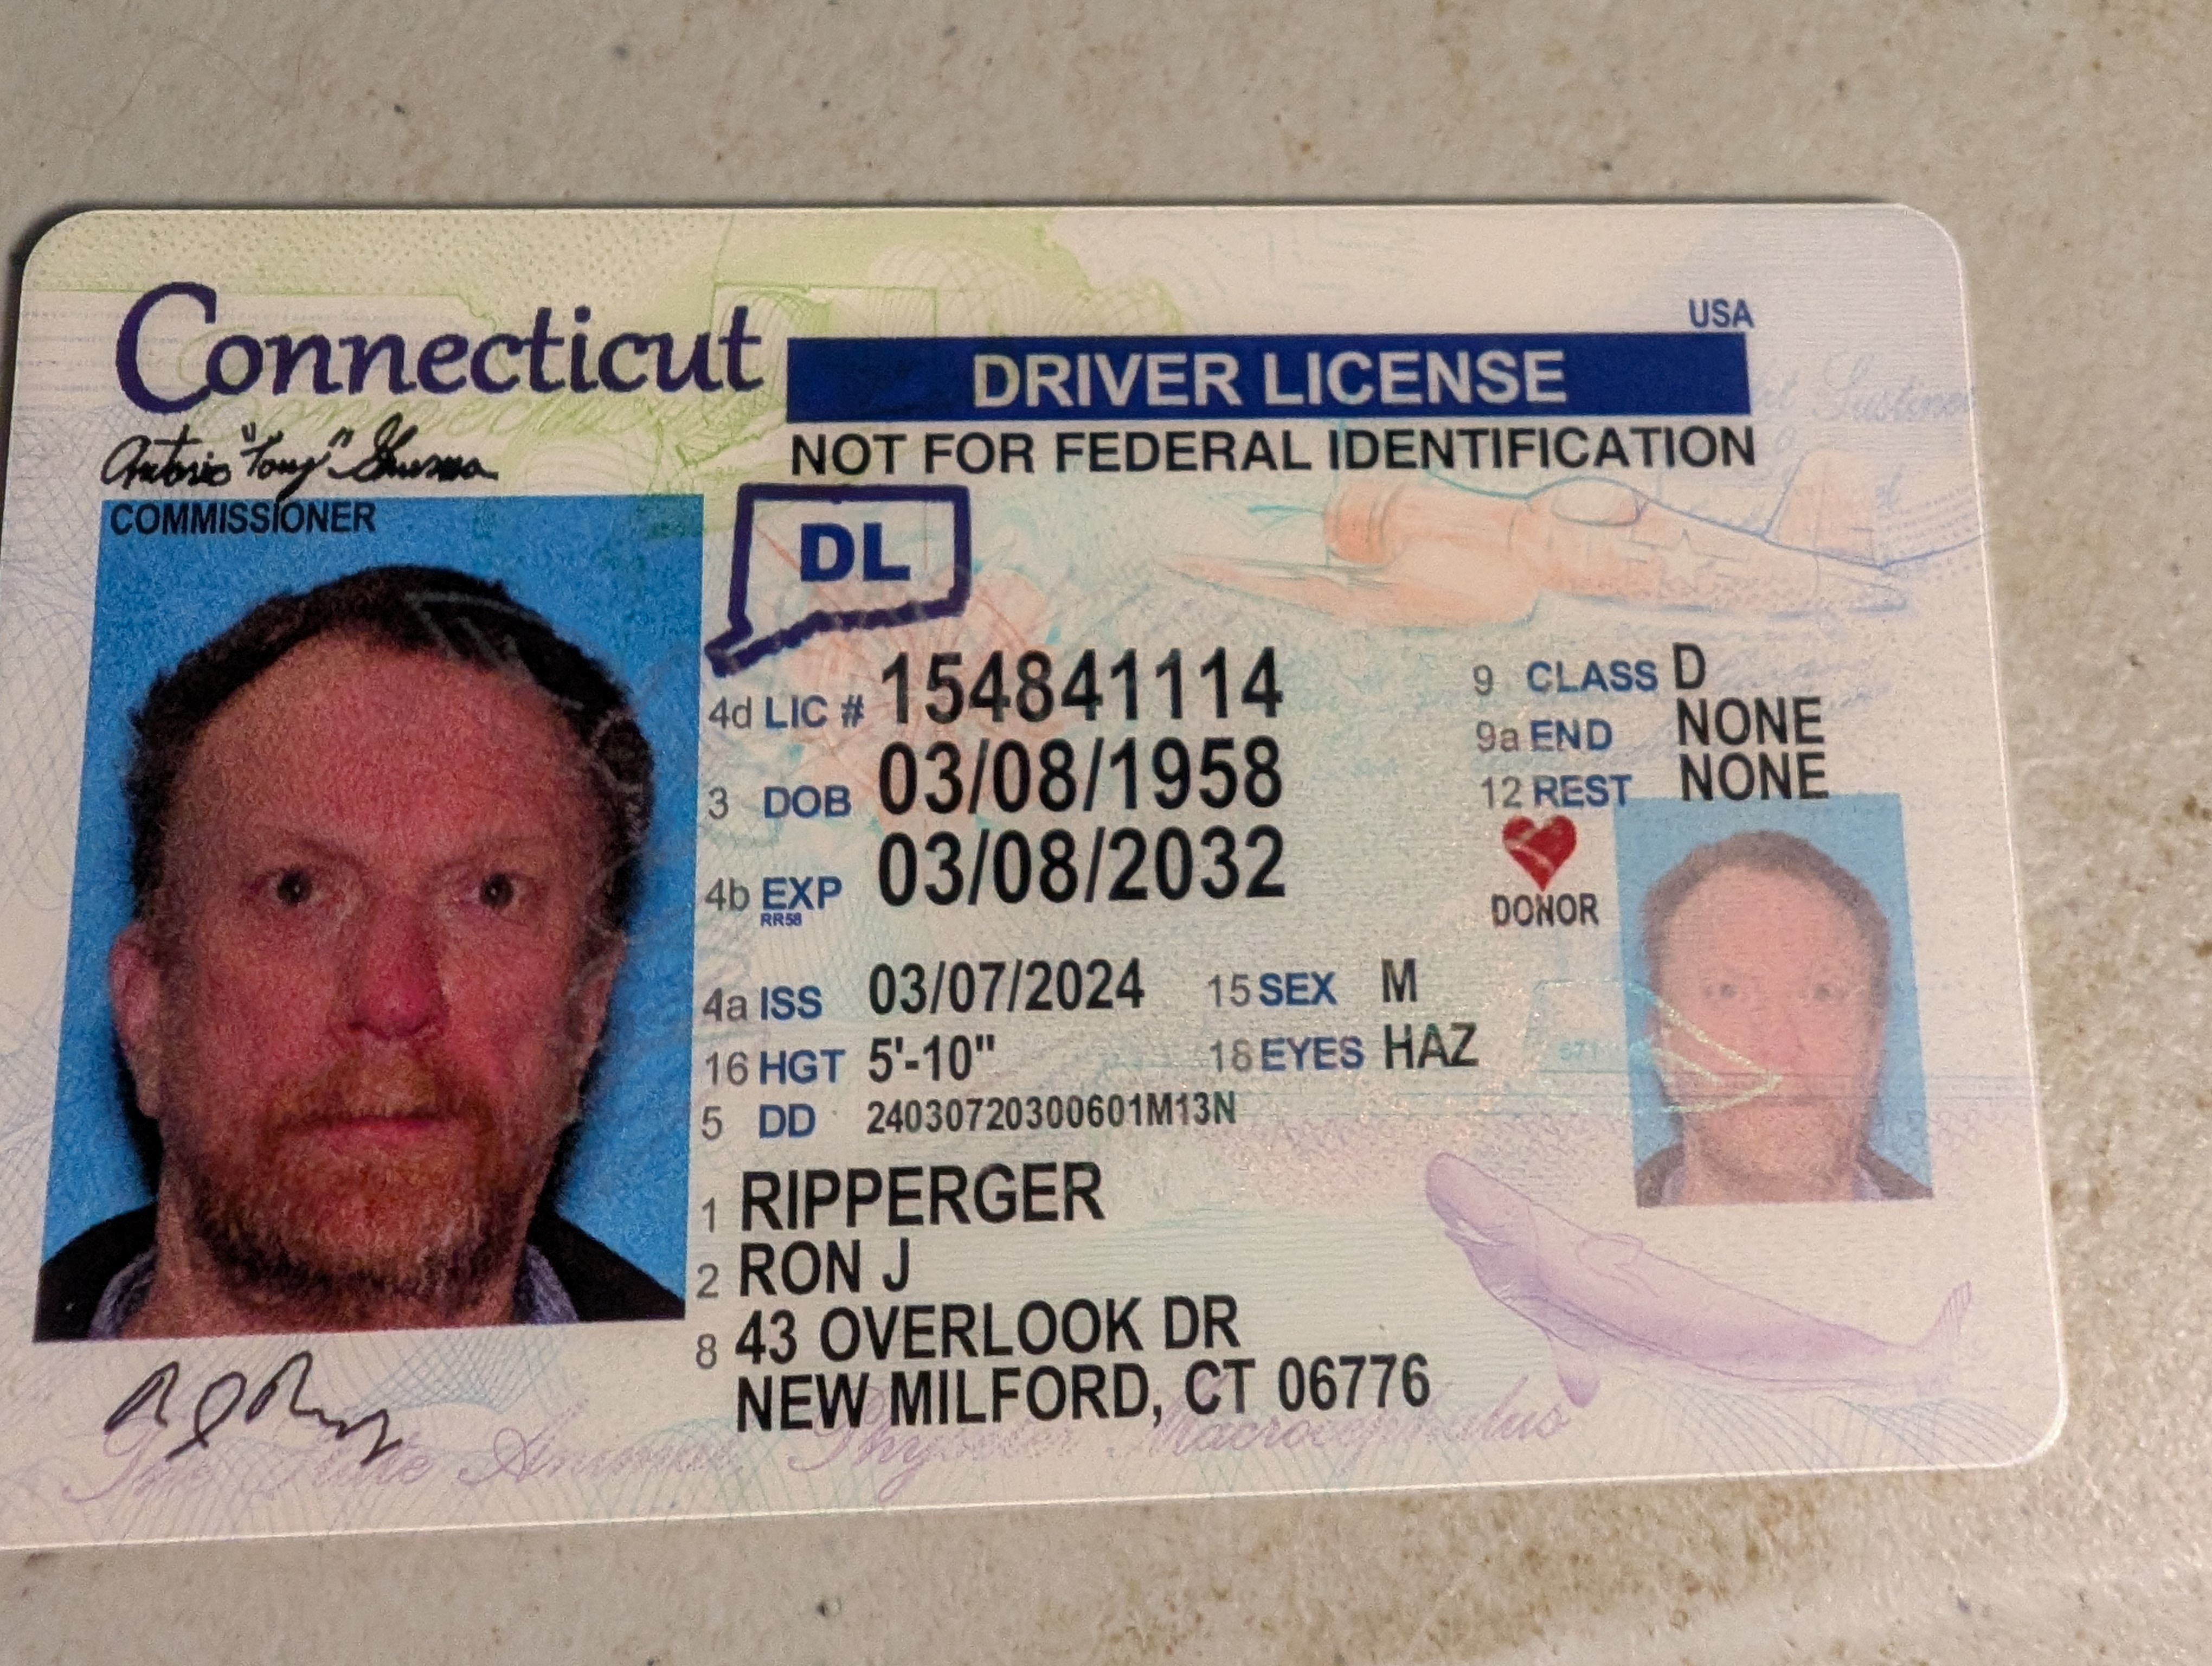 Connecticut
USA
DRIVER LICENSE
NOT FOR FEDERAL IDENTIFICATION
COMMISSIONER
DL
4d LIC # 154841114
9 CLASS D
3 DOB 03/08/1958
9a END NONE
12 REST NONE
4b EXP 03/08/2032
RR58
DONOR
4a ISS 03/07/2024 15 SEX M
16 HGT 5'-10" 18 EYES HAZ
5 DD 24030720300601M13N
1 RIPPERGER
2 RON J
8 43 OVERLOOK DR
NEW MILFORD, CT 06776
The State Animal Physeter Macrocephalus